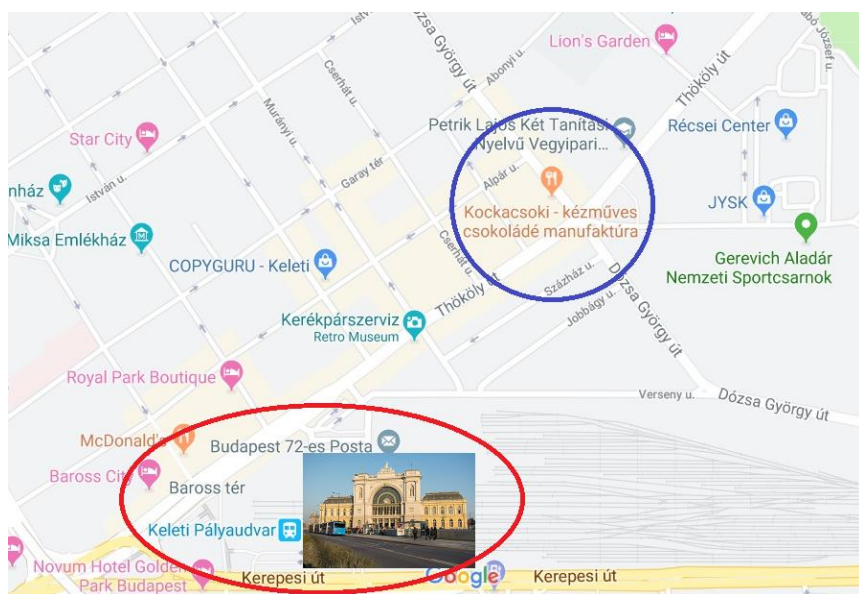 István u.
Cserhát u.
Dózsa György út
Abonyi u.
Lion's Garden
Thököly út
abó József u.
Murányi u.
Star City
Petrik Lajos Két Tanítási
Nyelvű Vegyipari...
Récsei Center
nház
István u.
Garay tér
Alpár u.
JYSK
Miksa Emlékház
Kockacsoki - kézműves
csokoládé manufaktúra
Gerevich Aladár
Nemzeti Sportcsarnok
COPYGURU - Keleti
Cserhát u.
Thököly út
Százház u.
Jobbágy u.
Dózsa György út
Kerékpárszerviz
Retro Museum
Royal Park Boutique
Verseny u.
Dózsa György út
McDonald's
Budapest 72-es Posta
Baross City
Baross tér
Keleti Pályaudvar
Novum Hotel Golden
Park Budapest
Kerepesi út
Google
Kerepesi út